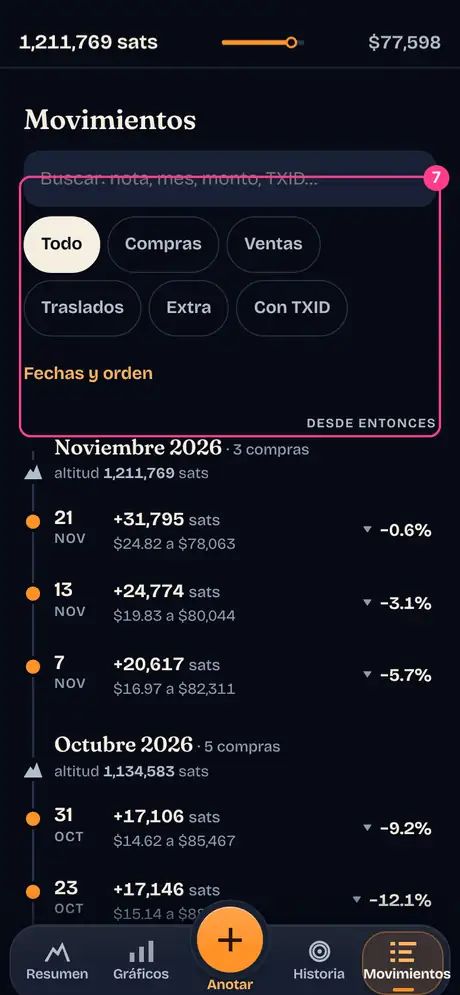 1,211,769 sats
$77,598
Movimientos
Buscar: nota, mes, monto, TXID...
7
Todo
Compras
Ventas
Traslados
Extra
Con TXID
Fechas y orden
DESDE ENTONCES
Noviembre 2026 · 3 compras
altitud 1,211,769 sats
21 NOV
+31,795 sats
$24.82 a $78,063
-0.6%
13 NOV
+24,774 sats
$19.83 a $80,044
-3.1%
7 NOV
+20,617 sats
$16.97 a $82,311
-5.7%
Octubre 2026 · 5 compras
altitud 1,134,583 sats
31 OCT
+17,106 sats
$14.62 a $85,467
-9.2%
23 OCT
+17,146 sats
$15.14 a
-12.1%
Resumen
Gráficos
Anotar
Historia
Movimientos